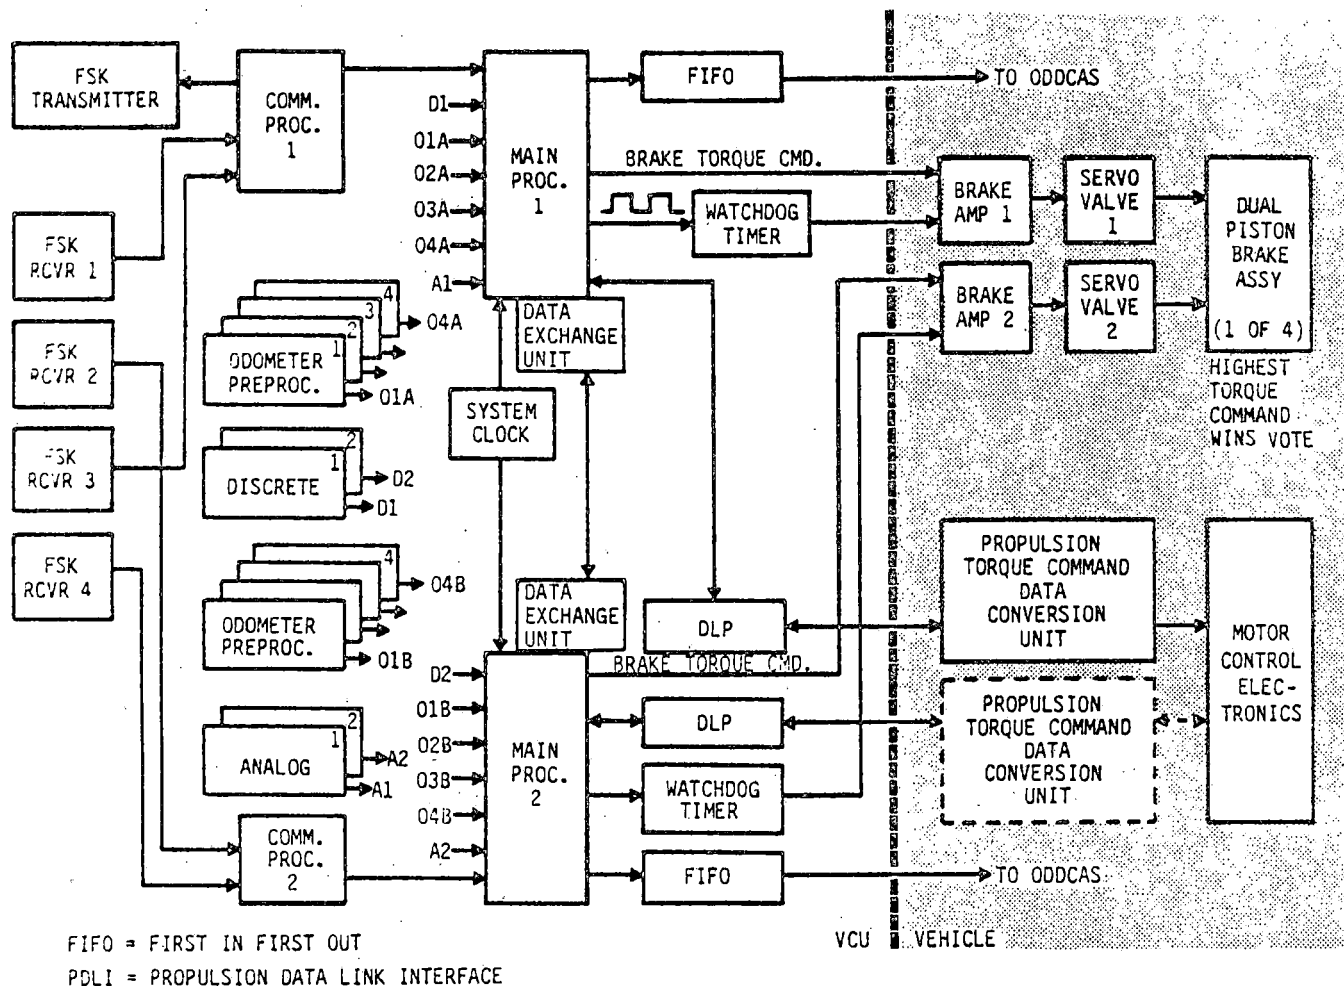 FSK
TRANSMITTER
COMM.
PROC.
1
FSK
RCVR 1
FSK
RCVR 2
FSK
RCVR 3
FSK
RCVR 4
4
3
2
1
ODOMETER
PREPROC.
O4A
O1A
2
1
DISCRETE
D2
D1
4
ODOMETER
PREPROC.
O4B
O1B
2
1
ANALOG
A2
A1
COMM.
PROC.
2
D1
O1A
O2A
O3A
O4A
A1
MAIN
PROC.
1
DATA
EXCHANGE
UNIT
SYSTEM
CLOCK
DATA
EXCHANGE
UNIT
D2
O1B
O2B
O3B
O4B
A2
MAIN
PROC.
2
FIFO
TO ODDCAS
BRAKE TORQUE CMD.
WATCHDOG
TIMER
DLP
BRAKE TORQUE CMD.
DLP
WATCHDOG
TIMER
FIFO
TO ODDCAS
BRAKE
AMP 1
SERVO
VALVE
1
BRAKE
AMP 2
SERVO
VALVE
2
DUAL
PISTON
BRAKE
ASSY
(1 OF 4)
HIGHEST
TORQUE
COMMAND
WINS VOTE
PROPULSION
TORQUE COMMAND
DATA
CONVERSION
UNIT
PROPULSION
TORQUE COMMAND
DATA
CONVERSION
UNIT
MOTOR
CONTROL
ELEC-
TRONICS
VCU
VEHICLE
FIFO = FIRST IN FIRST OUT
PDLI = PROPULSION DATA LINK INTERFACE